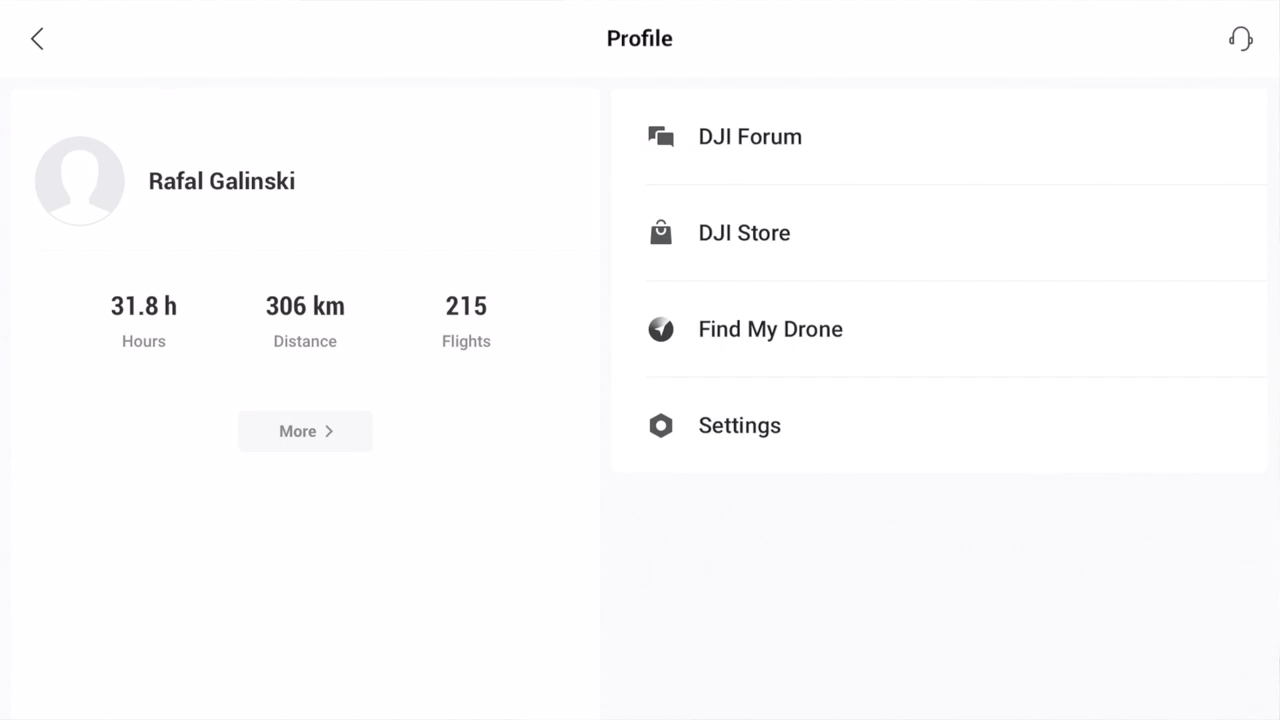 Profile
Rafal Galinski
31.8 h 306 km 215
Hours Distance Flights
More
DJI Forum
DJI Store
Find My Drone
Settings